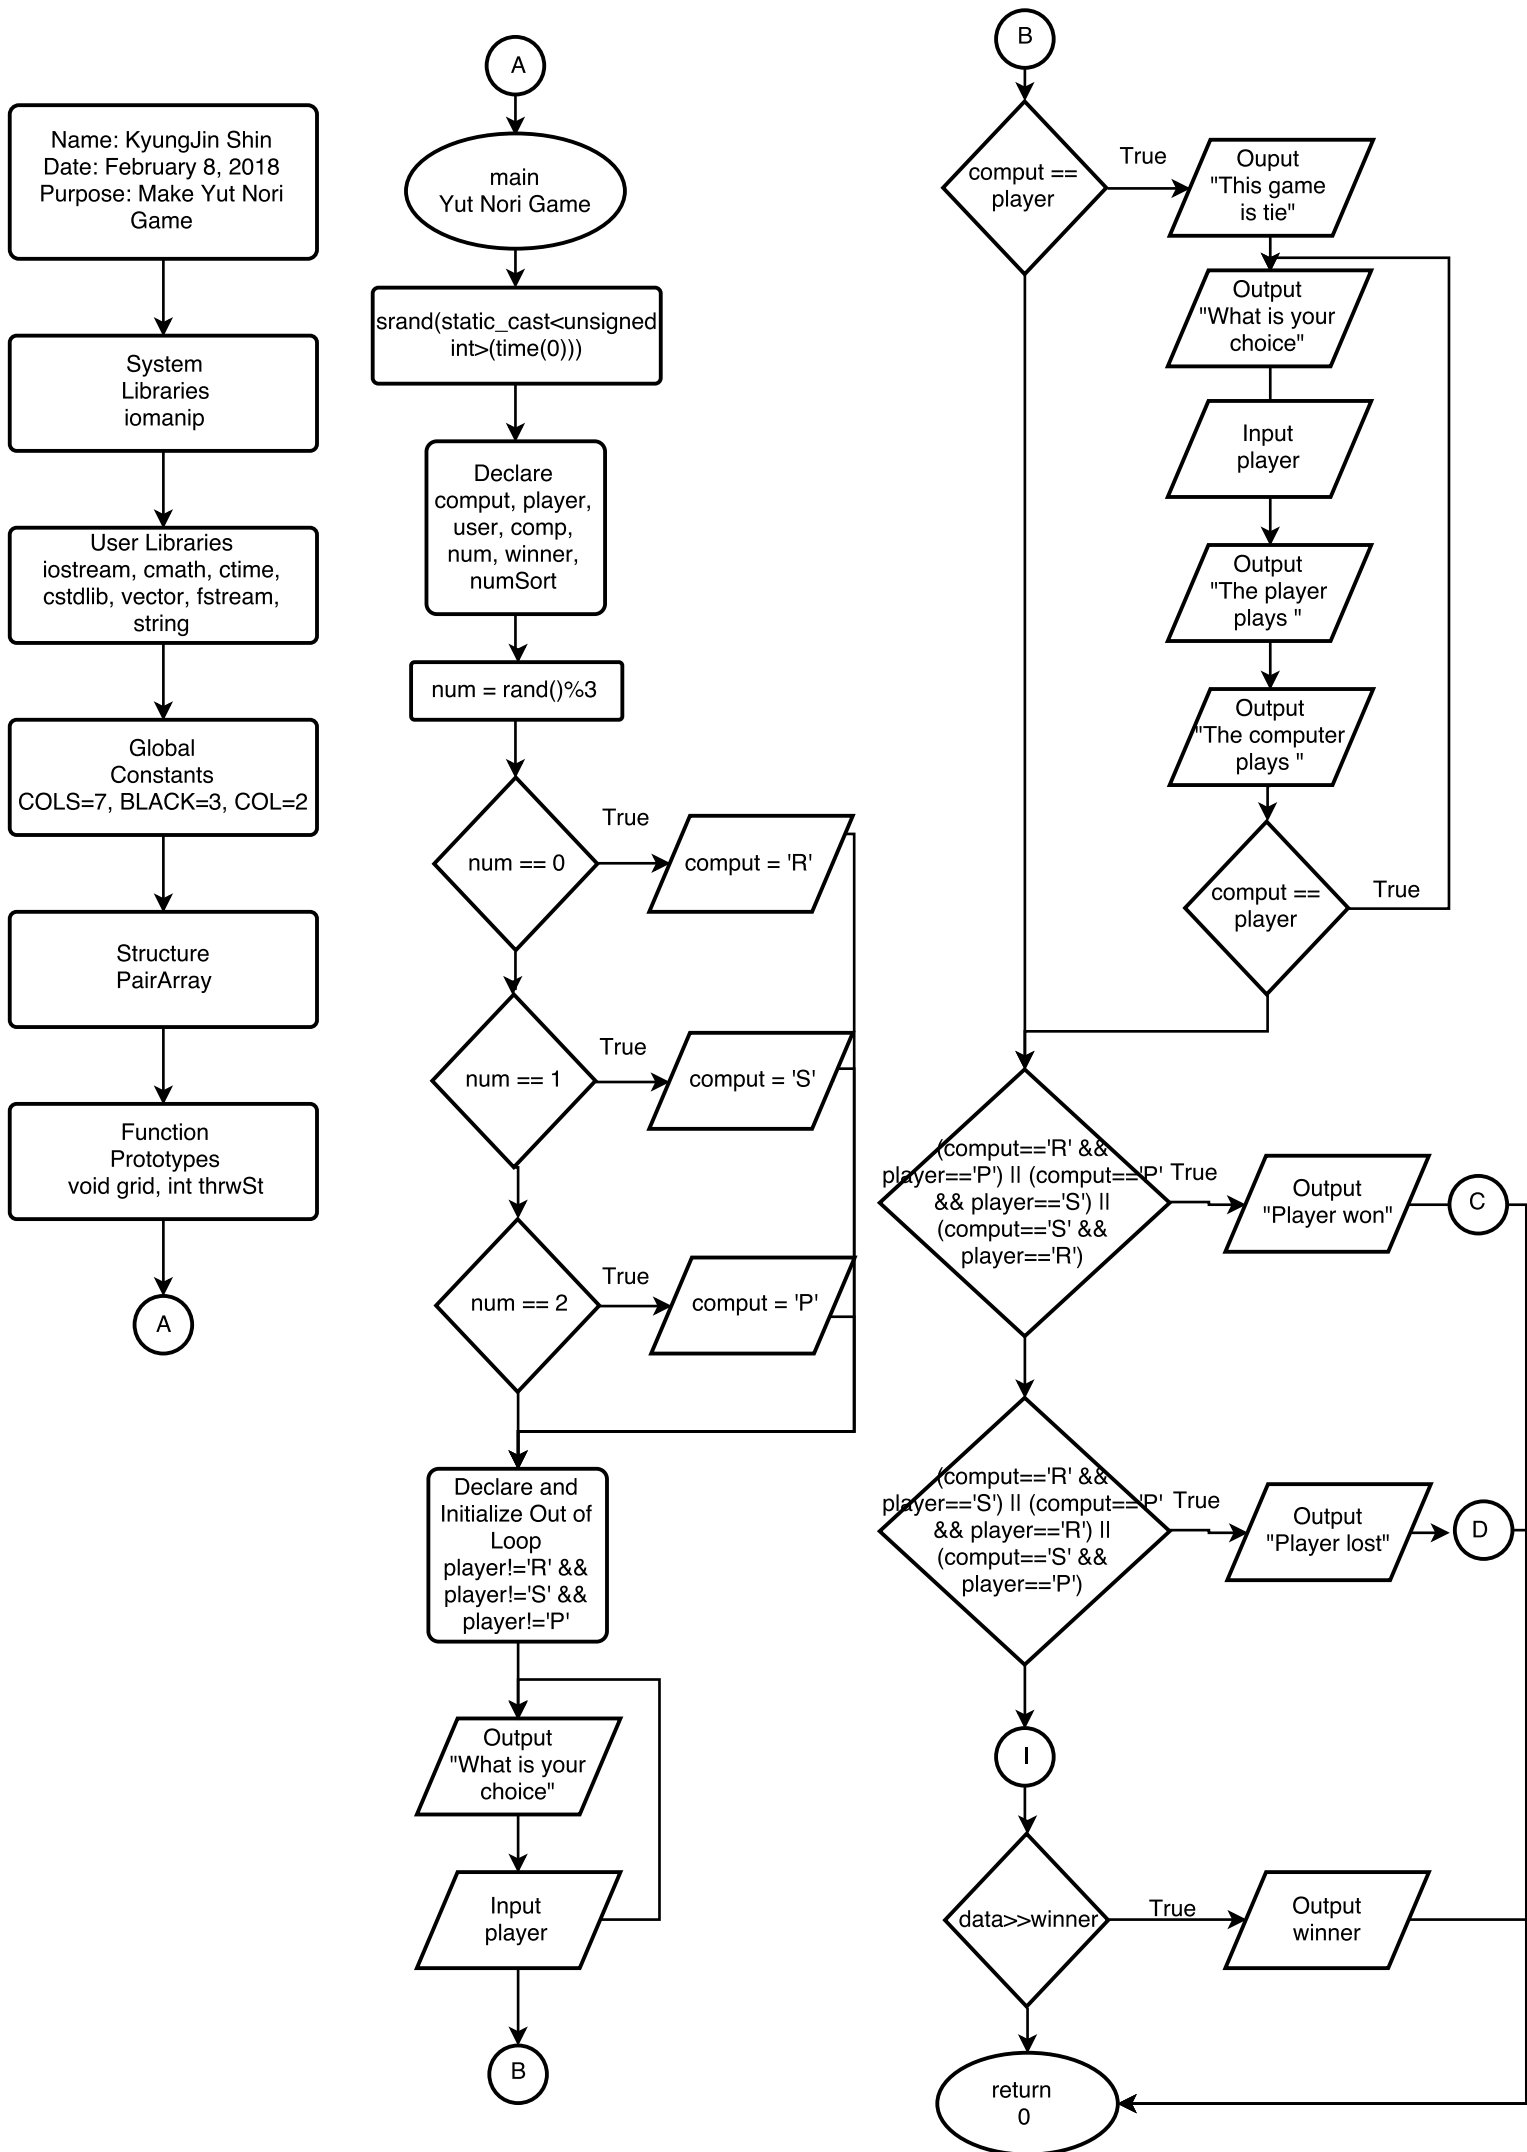 Name: KyungJin Shin
Date: February 8, 2018
Purpose: Make Yut Nori
Game
System
Libraries
iomanip
User Libraries
iostream, cmath, ctime,
cstdlib, vector, fstream,
string
Global
Constants
COLS=7, BLACK=3, COL=2
Structure
PairArray
Function
Prototypes
void grid, int thrwSt
A
A
main
Yut Nori Game
srand(static_cast<unsigned
int>(time(0)))
Declare
comput, player,
user, comp,
num, winner,
numSort
num = rand()%3
num == 0
True
comput = 'R'
num == 1
True
comput = 'S'
num == 2
True
comput = 'P'
Declare and
Initialize Out of
Loop
player!='R' &&
player!='S' &&
player!='P'
Output
"What is your
choice"
Input
player
B
B
comput ==
player
True
Ouput
"This game
is tie"
Output
"What is your
choice"
Input
player
Output
"The player
plays "
Output
"The computer
plays "
comput ==
player
True
(comput=='R' &&
player=='P') || (comput=='P'
&& player=='S') ||
(comput=='S' &&
player=='R')
True
Output
"Player won"
C
(comput=='R' &&
player=='S') || (comput=='P'
&& player=='R') ||
(comput=='S' &&
player=='P')
True
Output
"Player lost"
D
I
data>>winner
True
Output
winner
return
0